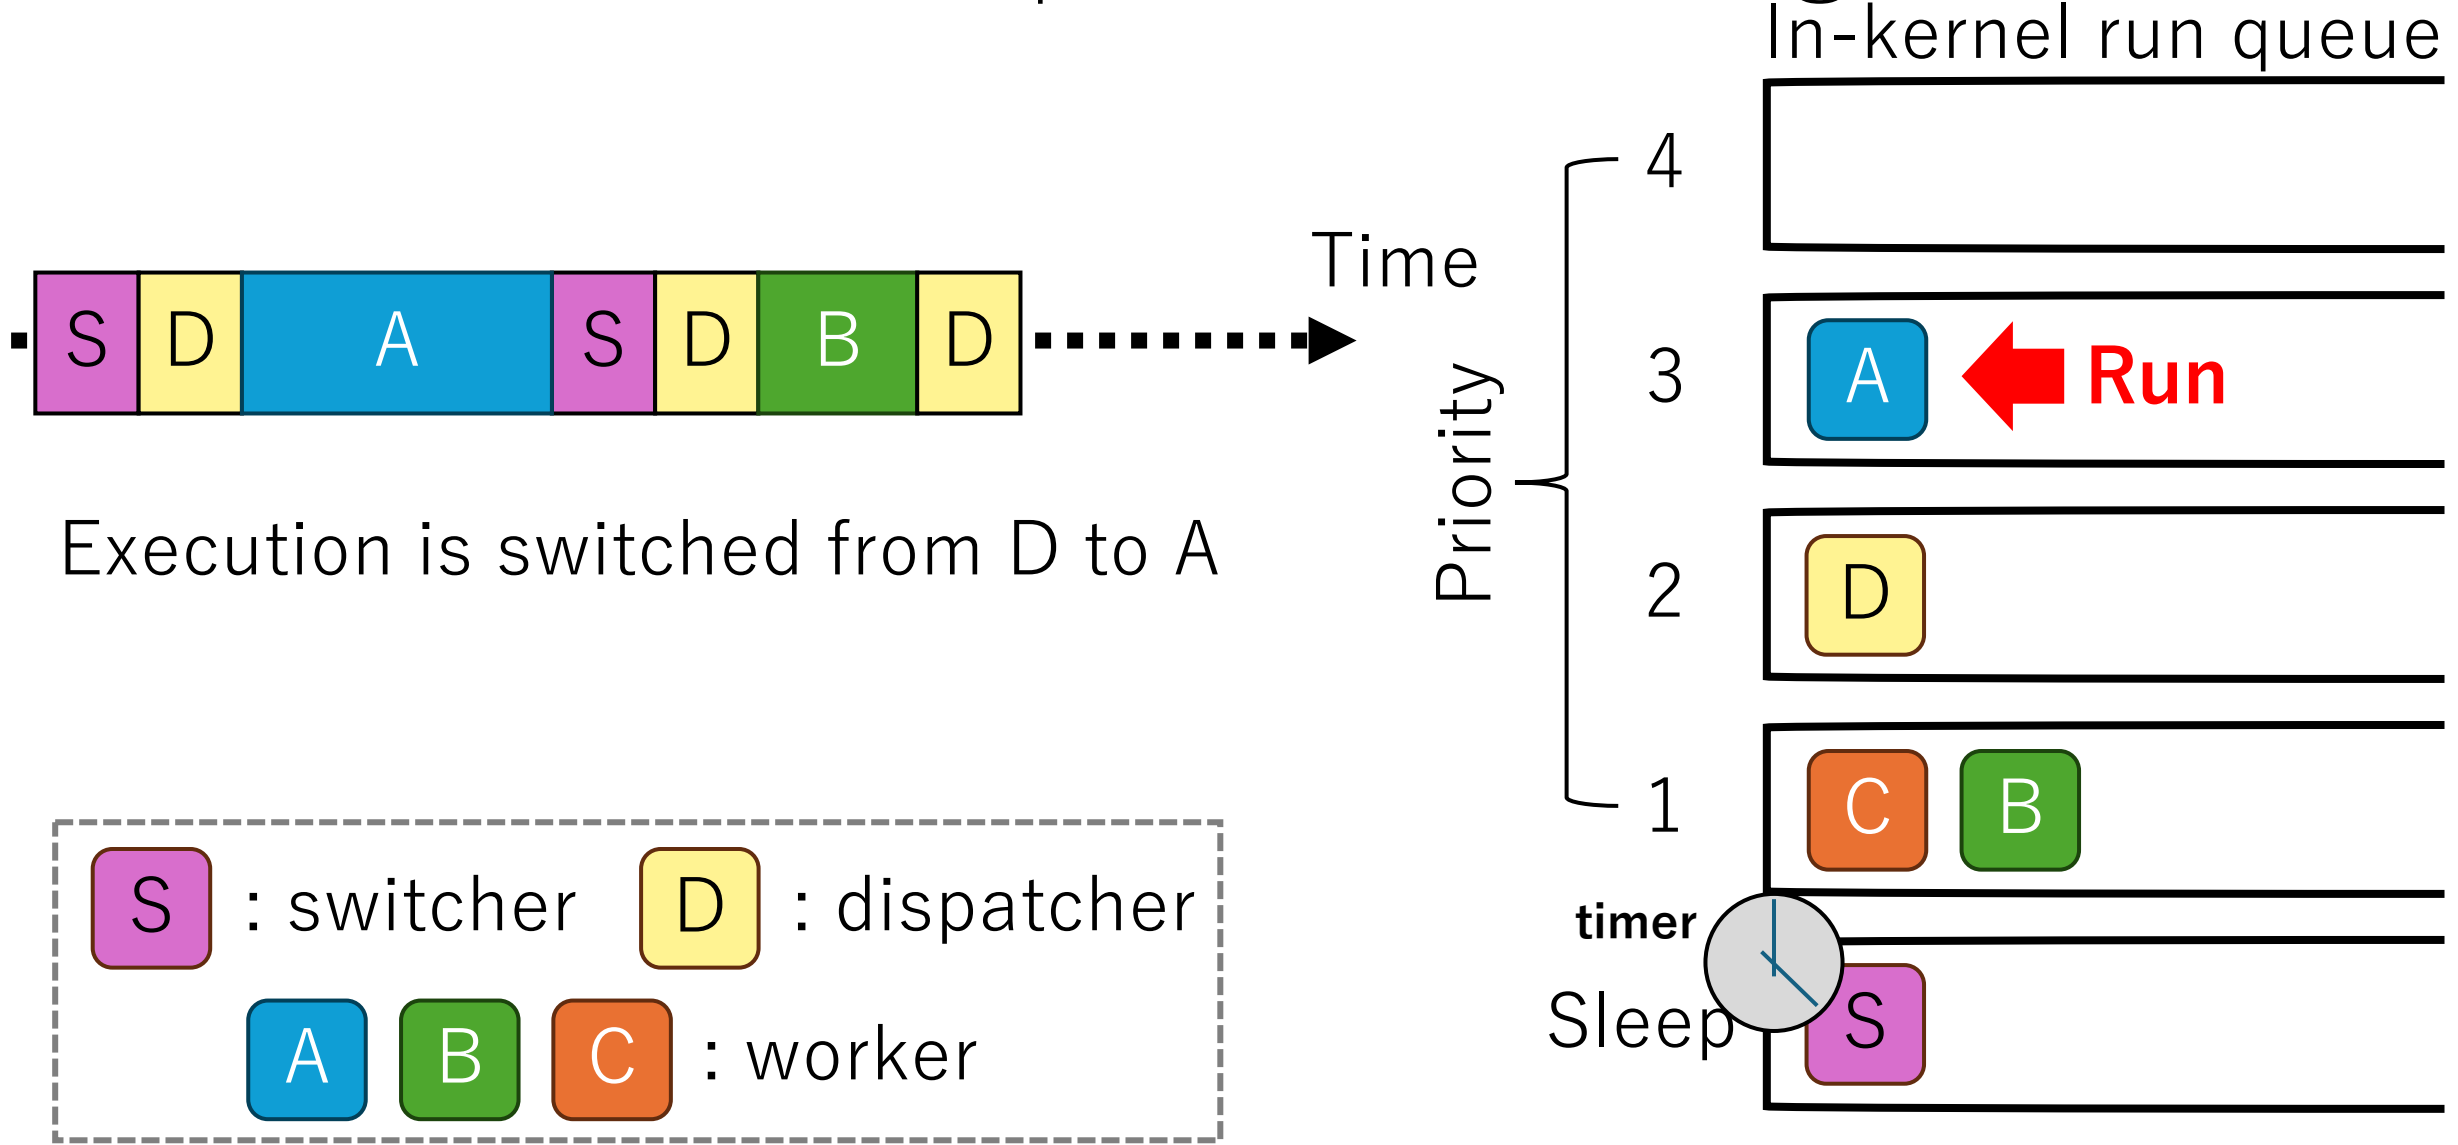 In-kernel run queue
4
Time
S D A S D B D
3
A
Run
Priority
Execution is switched from D to A
2
D
1
C B
S : switcher D : dispatcher
timer
Sleep
S
A B C : worker